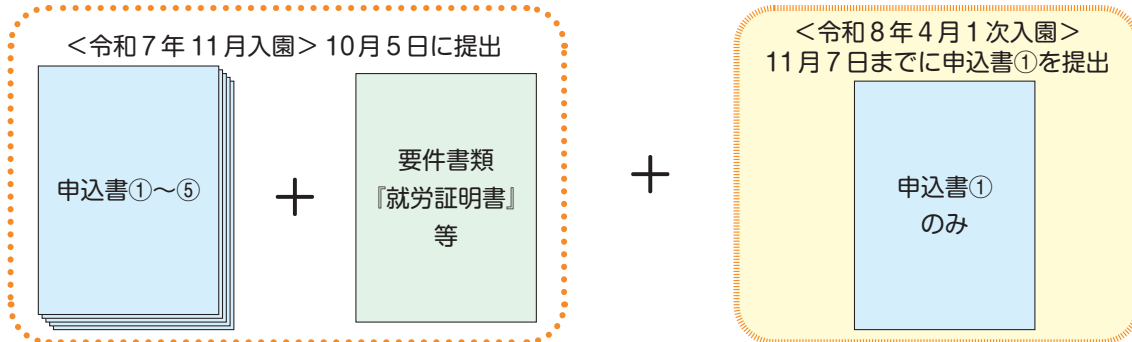 ＜令和７年11月入園＞10月５日に提出
申込書①～⑤
＋
要件書類
『就労証明書』
等
＋
＜令和８年４月１次入園＞
11月７日までに申込書①を提出
申込書①
のみ